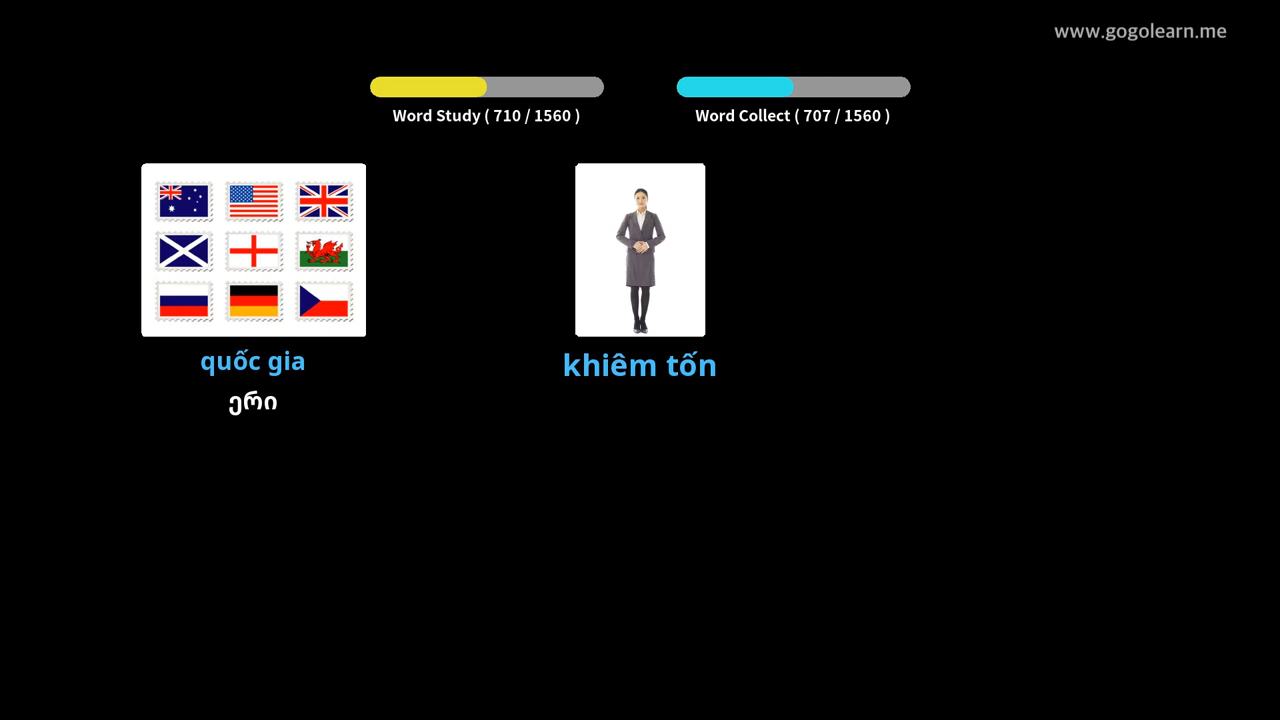 www.gogolearn.me
Word Study ( 710 / 1560 )
Word Collect ( 707 / 1560 )
quốc gia
ერი
khiêm tốn